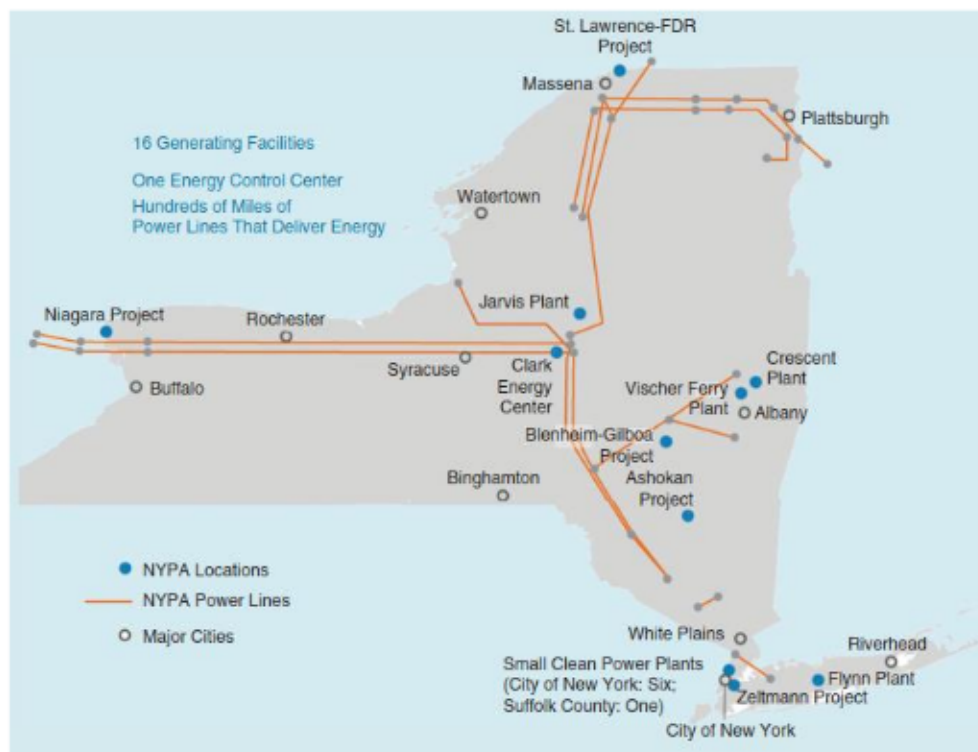 St. Lawrence-FDR
Project
Massena
Plattsburgh
16 Generating Facilities
One Energy Control Center
Hundreds of Miles of
Power Lines That Deliver Energy
Watertown
Niagara Project
Rochester
Jarvis Plant
Syracuse
Clark
Energy
Center
Buffalo
Crescent
Plant
Vischer Ferry
Plant
Albany
Blenheim-Gilboa
Project
Ashokan
Project
Binghamton
NYPA Locations
NYPA Power Lines
Major Cities
White Plains
Riverhead
Small Clean Power Plants
(City of New York: Six;
Suffolk County: One)
Flynn Plant
Zeltmann Project
City of New York